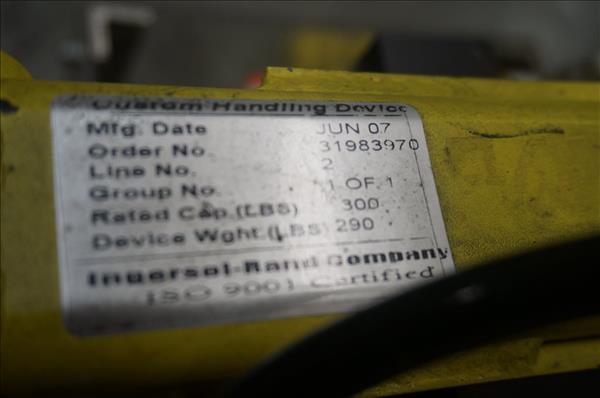 Custom Handling Device
Mfg. Date JUN 07
Order No. 31983970
Line No. 2
Group No. 1 OF 1
Rated Cap.(LBS) 300
Device Wght.(LBS) 290
Ingersol-Rand Company
ISO 9001 Certified